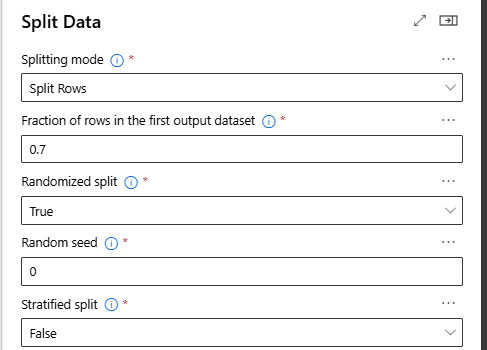 Split Data
Splitting mode *
Split Rows
Fraction of rows in the first output dataset *
0.7
Randomized split *
True
Random seed *
0
Stratified split *
False